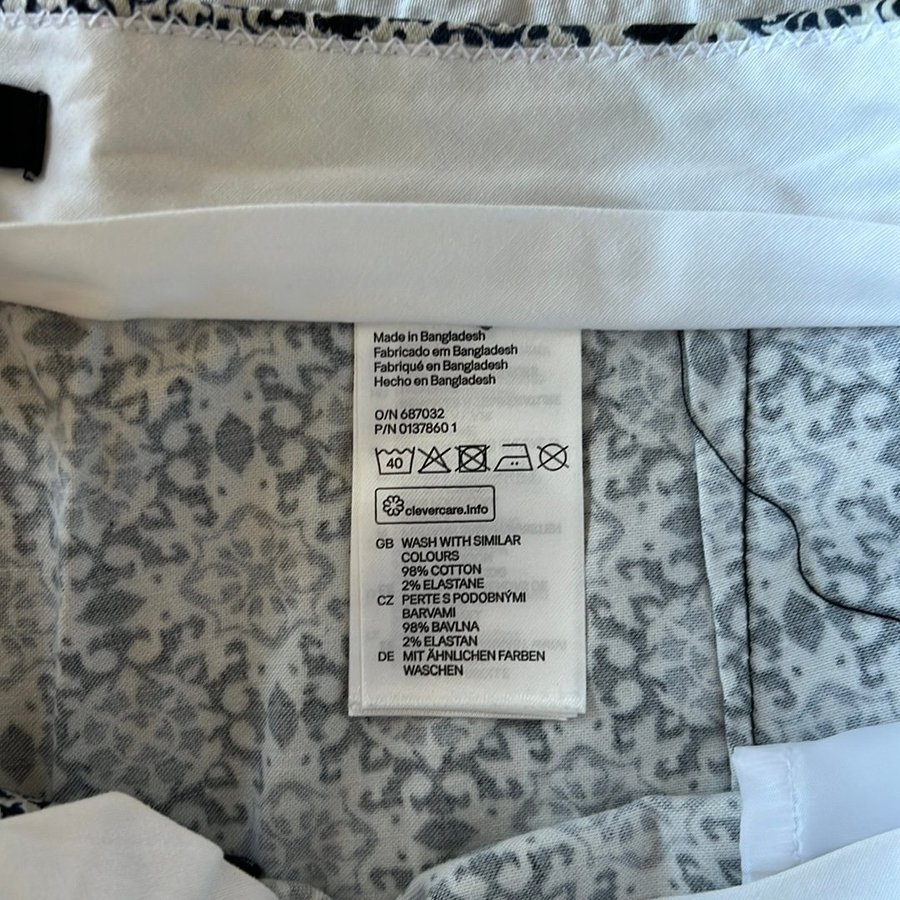 Made in Bangladesh
Fabricado em Bangladesh
Fabriqué en Bangladesh
Hecho en Bangladesh
O/N 687032
P/N 0137860 1
40
clevercare.info
GB WASH WITH SIMILAR
COLOURS
98% COTTON
2% ELASTANE
CZ PERTE S PODOBNÝMI
BARVAMI
98% BAVLNA
2% ELASTAN
DE MIT ÄHNLICHEN FARBEN
WASCHEN